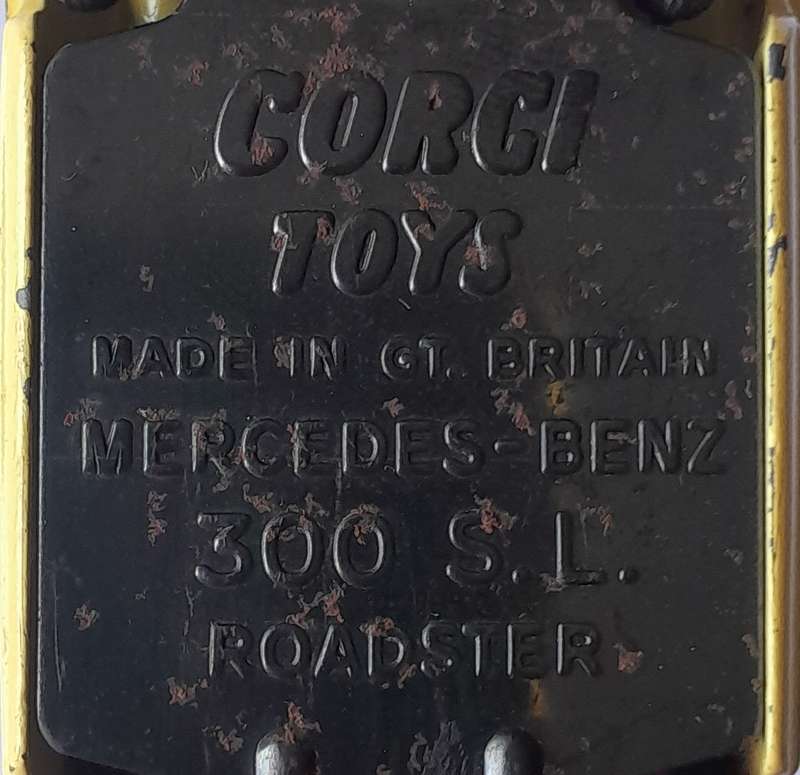 CORGI
TOYS
MADE IN GT. BRITAIN
MERCEDES-BENZ
300 S.L.
ROADSTER